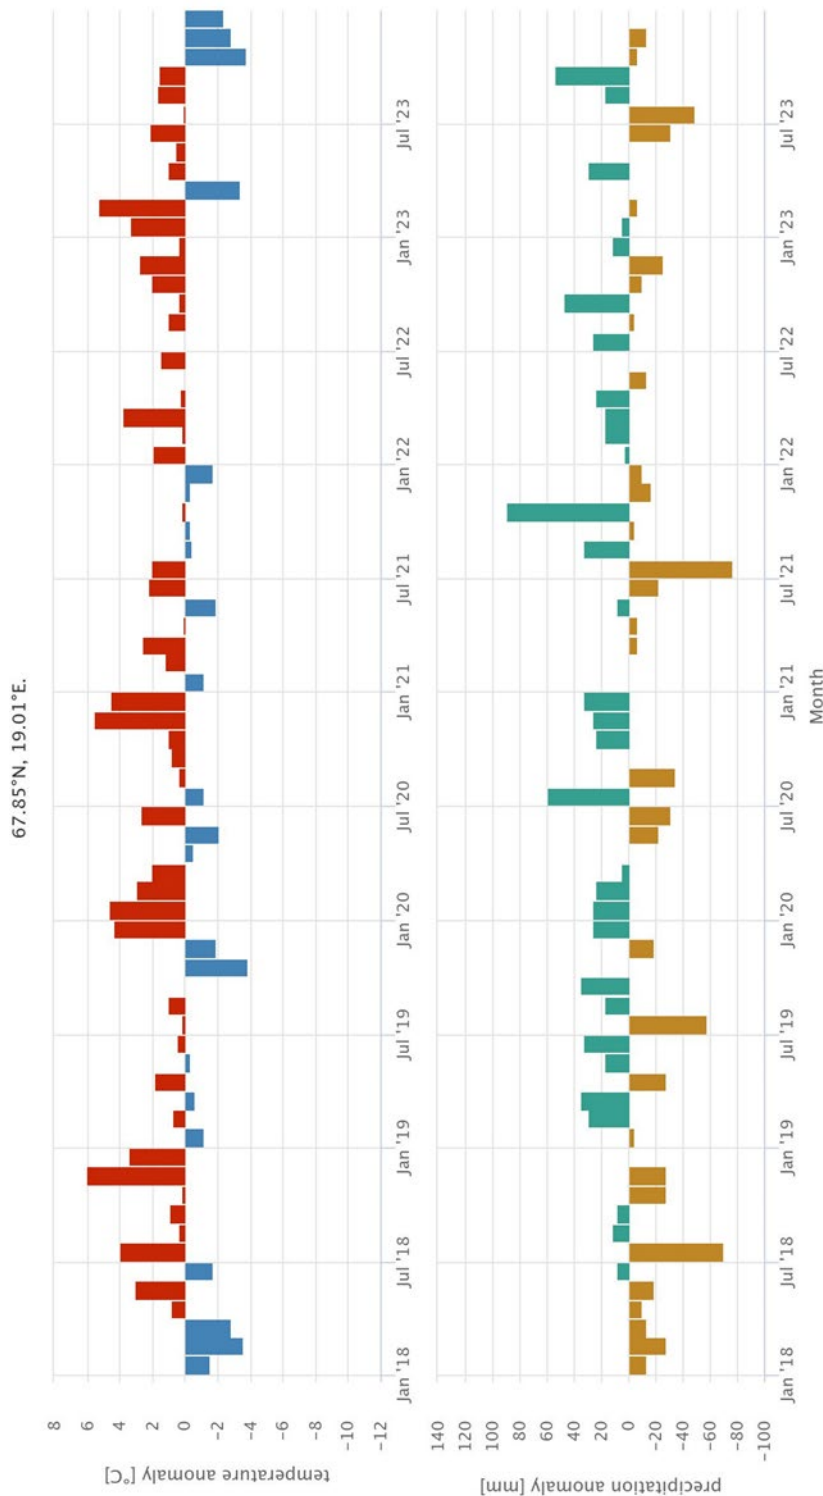 67.85°N, 19.01°E.
temperature anomaly [°C]
8
6
4
2
0
-2
-4
-6
-8
-10
-12
Jan '18
Jul '18
Jan '19
Jul '19
Jan '20
Jul '20
Jan '21
Jul '21
Jan '22
Jul '22
Jan '23
Jul '23
precipitation anomaly [mm]
140
120
100
80
60
40
20
0
-20
-40
-60
-80
-100
Jan '18
Jul '18
Jan '19
Jul '19
Jan '20
Jul '20
Jan '21
Jul '21
Jan '22
Jul '22
Jan '23
Jul '23
Month